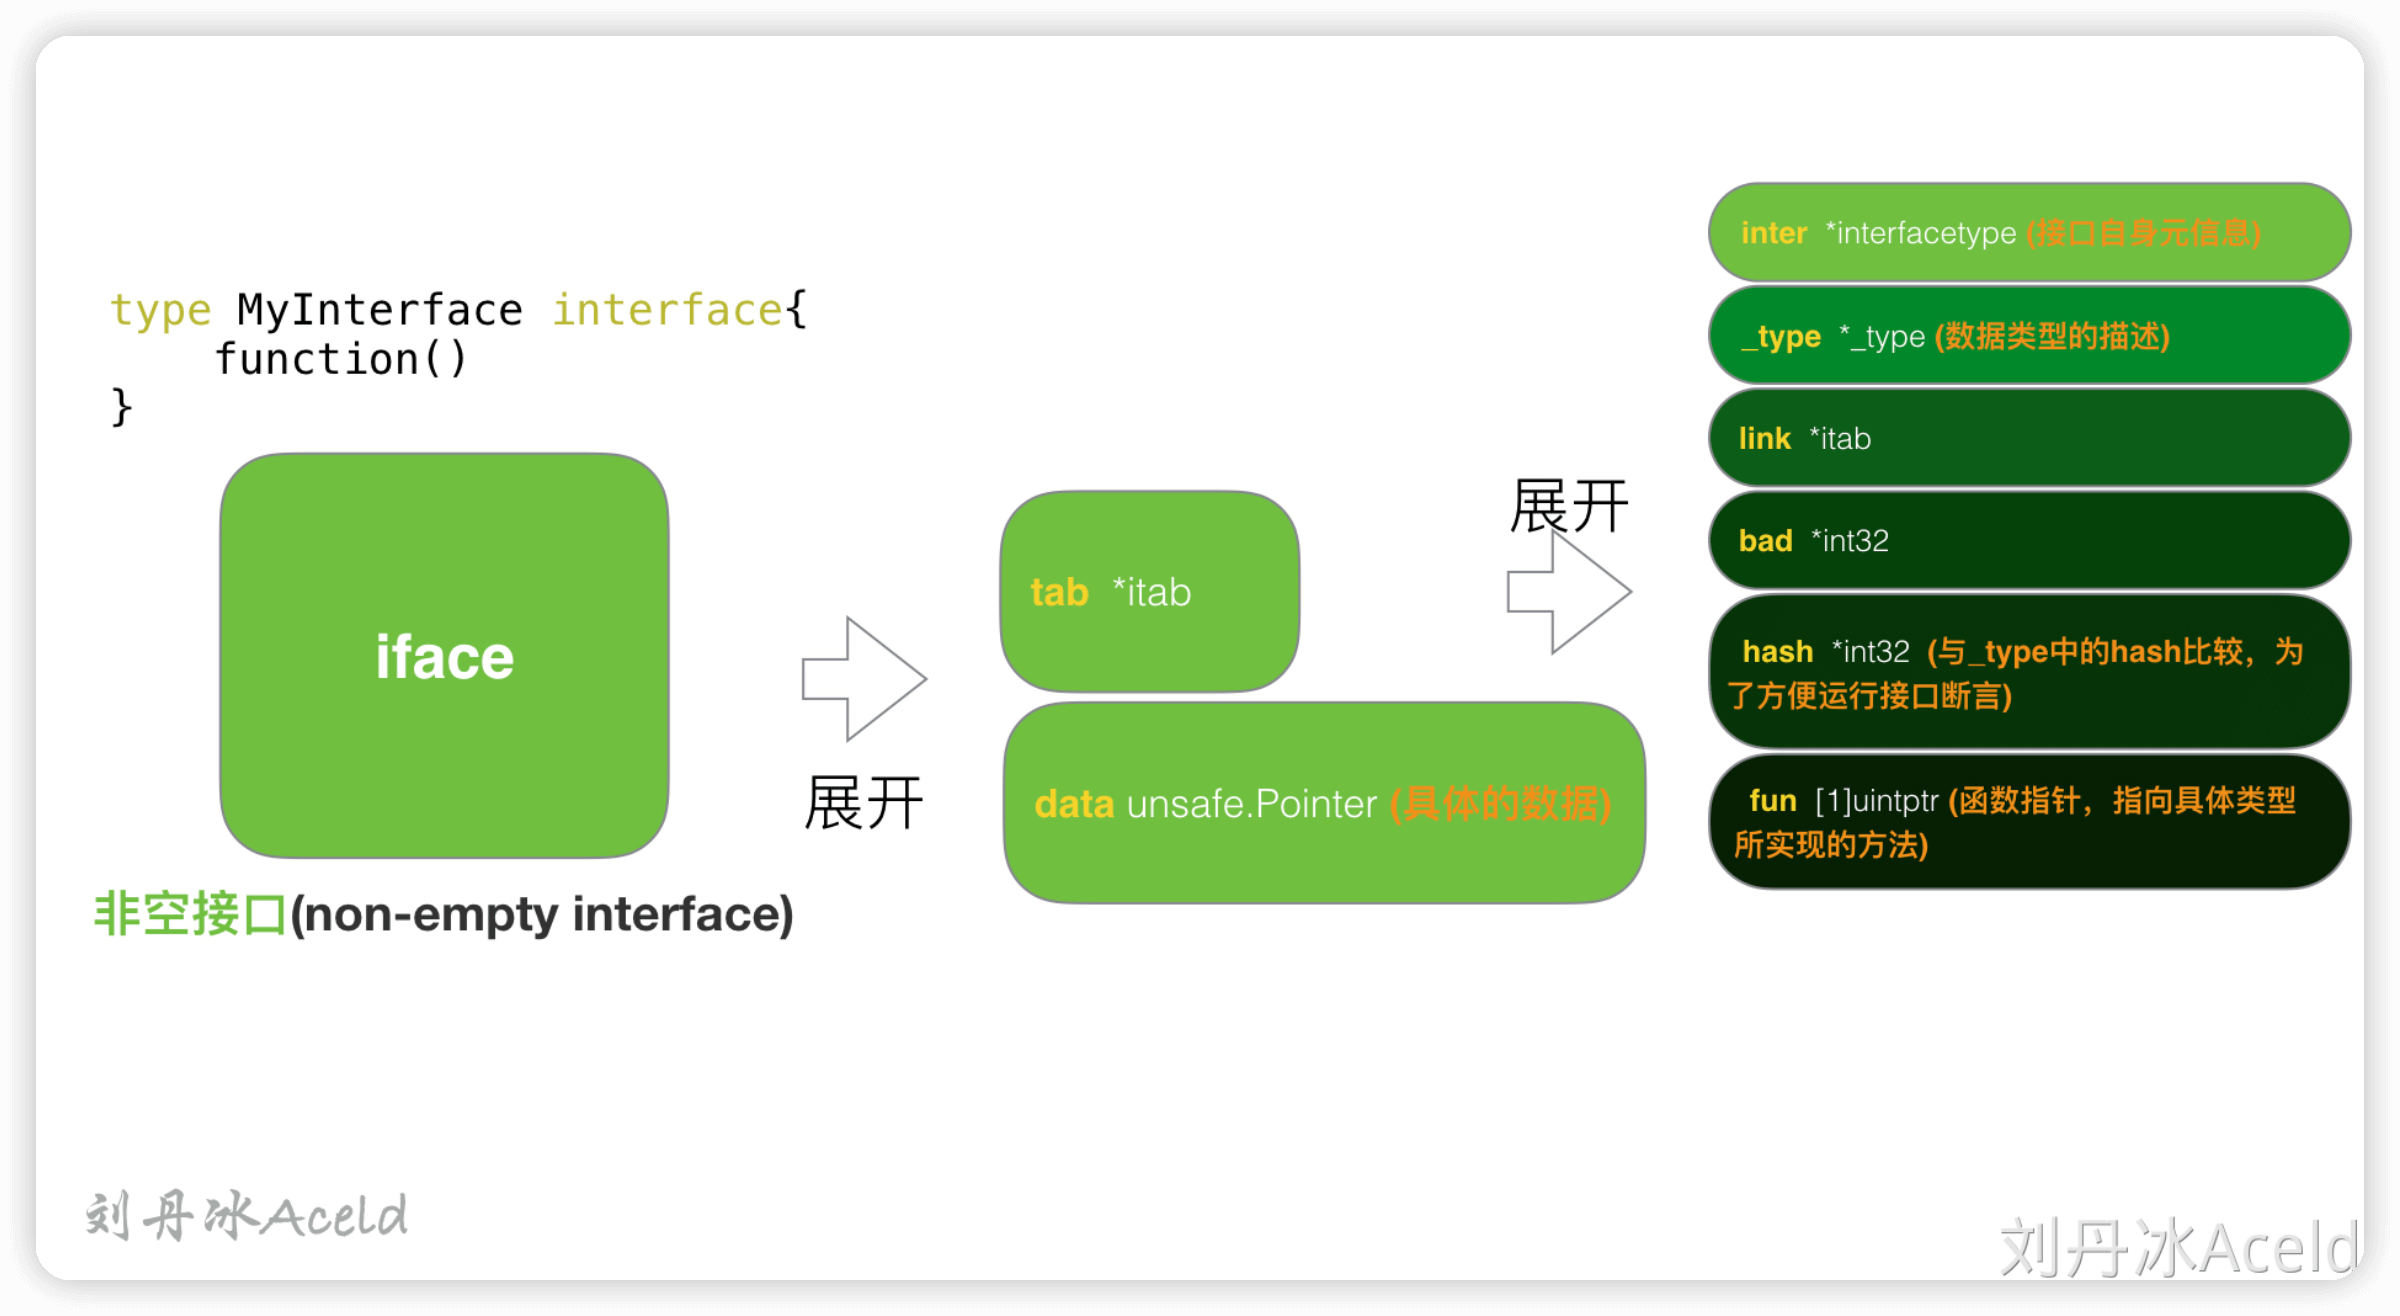 type MyInterface interface{
function()
}
iface
非空接口(non-empty interface)
展开
tab *itab
data unsafe.Pointer (具体的数据)
展开
inter *interfacetype (接口自身元信息)
_type *_type (数据类型的描述)
link *itab
bad *int32
hash *int32 (与_type中的hash比较，为
了方便运行接口断言)
fun [1]uintptr (函数指针，指向具体类型
所实现的方法)
刘丹冰Aceld
刘丹冰Aceld